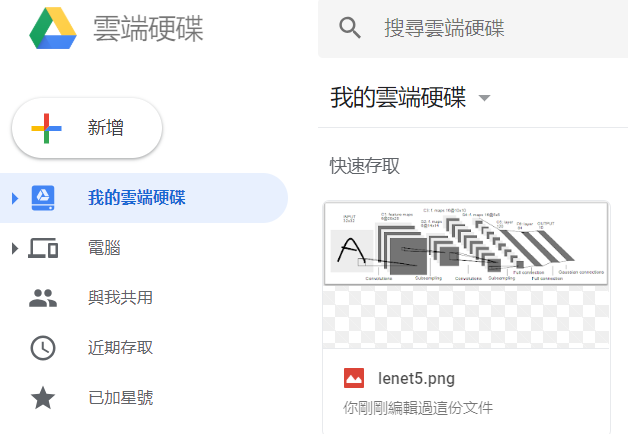 雲端硬碟
搜尋雲端硬碟
新增
我的雲端硬碟
我的雲端硬碟
電腦
與我共用
近期存取
已加星號
快速存取
INPUT
32x32
C1: feature maps
6@28x28
C3: f. maps 16@10x10
S4: f. maps 16@5x5
C5: layer
120
F6: layer
84
OUTPUT
10
Convolutions
Subsampling
Convolutions
Subsampling
Full connection
Full connection
Gaussian connections
lenet5.png
你剛剛編輯過這份文件